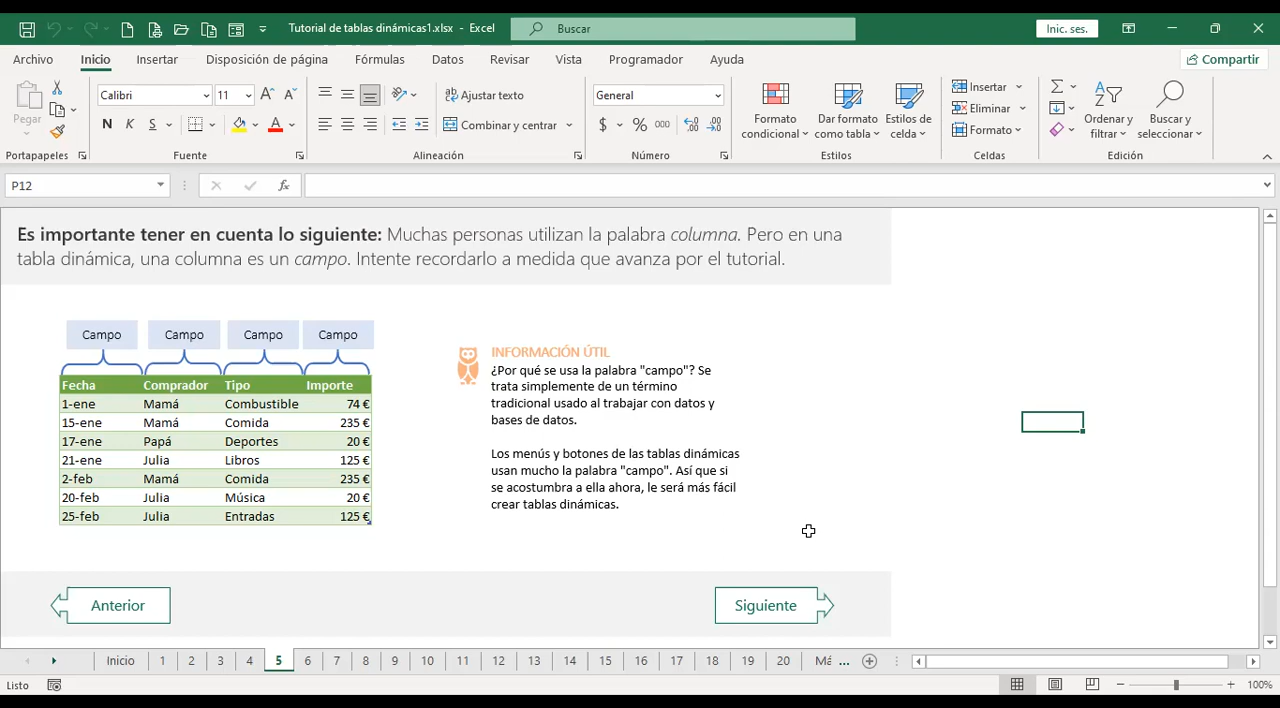 Tutorial de tablas dinámicas1.xlsx - Excel
Buscar
Inic. ses.
Archivo Inicio Insertar Disposición de página Fórmulas Datos Revisar Vista Programador Ayuda Compartir
Pegar
Calibri 11
N K S
Ajustar texto
Combinar y centrar
General
$ % 000
Formato condicional
Dar formato como tabla
Estilos de celda
Insertar
Eliminar
Formato
Ordenar y filtrar
Buscar y seleccionar
Portapapeles Fuente Alineación Número Estilos Celdas Edición
P12 fx
Es importante tener en cuenta lo siguiente: Muchas personas utilizan la palabra columna. Pero en una
tabla dinámica, una columna es un campo. Intente recordarlo a medida que avanza por el tutorial.
Campo Campo Campo Campo
Fecha Comprador Tipo Importe
1-ene Mamá Combustible 74 €
15-ene Mamá Comida 235 €
17-ene Papá Deportes 20 €
21-ene Julia Libros 125 €
2-feb Mamá Comida 235 €
20-feb Julia Música 20 €
25-feb Julia Entradas 125 €
INFORMACIÓN ÚTIL
¿Por qué se usa la palabra "campo"? Se
trata simplemente de un término
tradicional usado al trabajar con datos y
bases de datos.
Los menús y botones de las tablas dinámicas
usan mucho la palabra "campo". Así que si
se acostumbra a ella ahora, le será más fácil
crear tablas dinámicas.
Anterior
Siguiente
Inicio 1 2 3 4 5 6 7 8 9 10 11 12 13 14 15 16 17 18 19 20 Má ...
Listo
100%